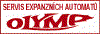 SERVIS EXPANZNÍCH AUTOMATŮ
OLYMP